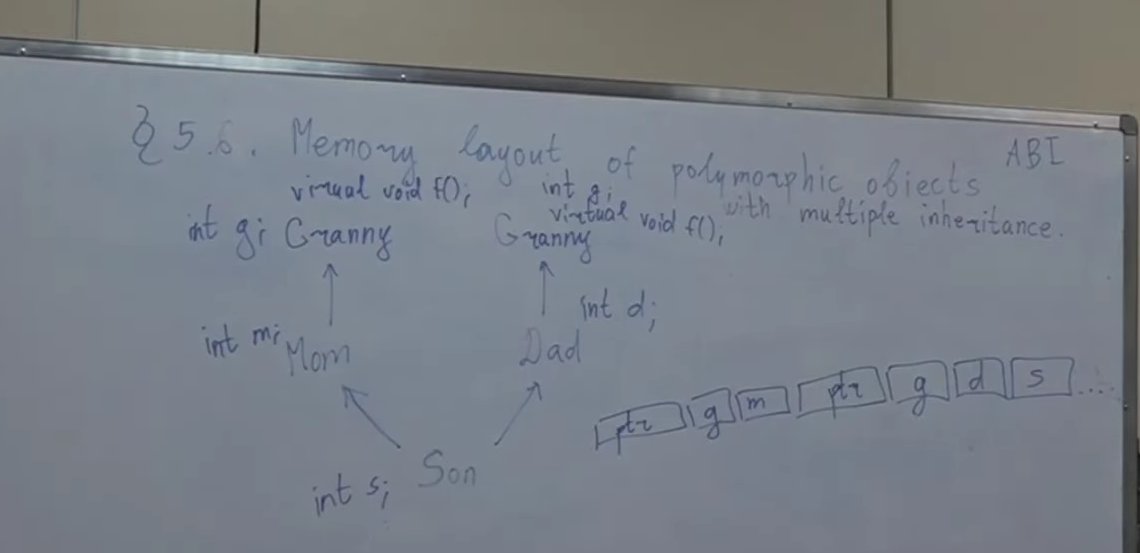 § 5.6. Memory layout of polymorphic objects
with multiple inheritance.
ABI
virtual void f();
int g; Granny
int g;
virtual void f();
Granny
int m; Mom
int d;
Dad
int s; Son
ptr g m ptr g d s ....